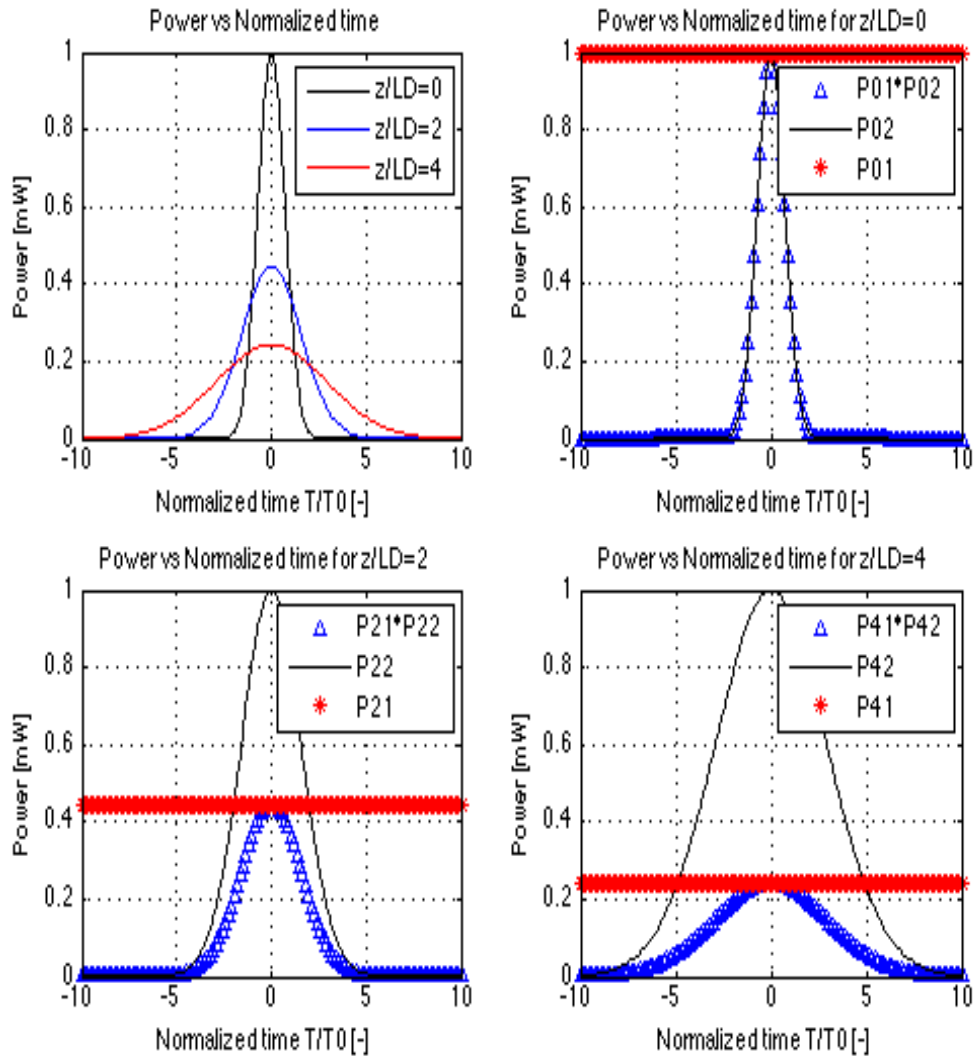 Power vs Normalized time
Power vs Normalized time for z/LD=0
1
0.8
0.6
0.4
0.2
0
Power [mW]
z/LD=0
z/LD=2
z/LD=4
-10
-5
0
5
10
Normalized time T/T0 [-]
1
0.8
0.6
0.4
0.2
0
Power [mW]
P01*P02
P02
P01
-10
-5
0
5
10
Normalized time T/T0 [-]
Power vs Normalized time for z/LD=2
Power vs Normalized time for z/LD=4
1
0.8
0.6
0.4
0.2
0
Power [mW]
P21*P22
P22
P21
-10
-5
0
5
10
Normalized time T/T0 [-]
1
0.8
0.6
0.4
0.2
0
Power [mW]
P41*P42
P42
P41
-10
-5
0
5
10
Normalized time T/T0 [-]